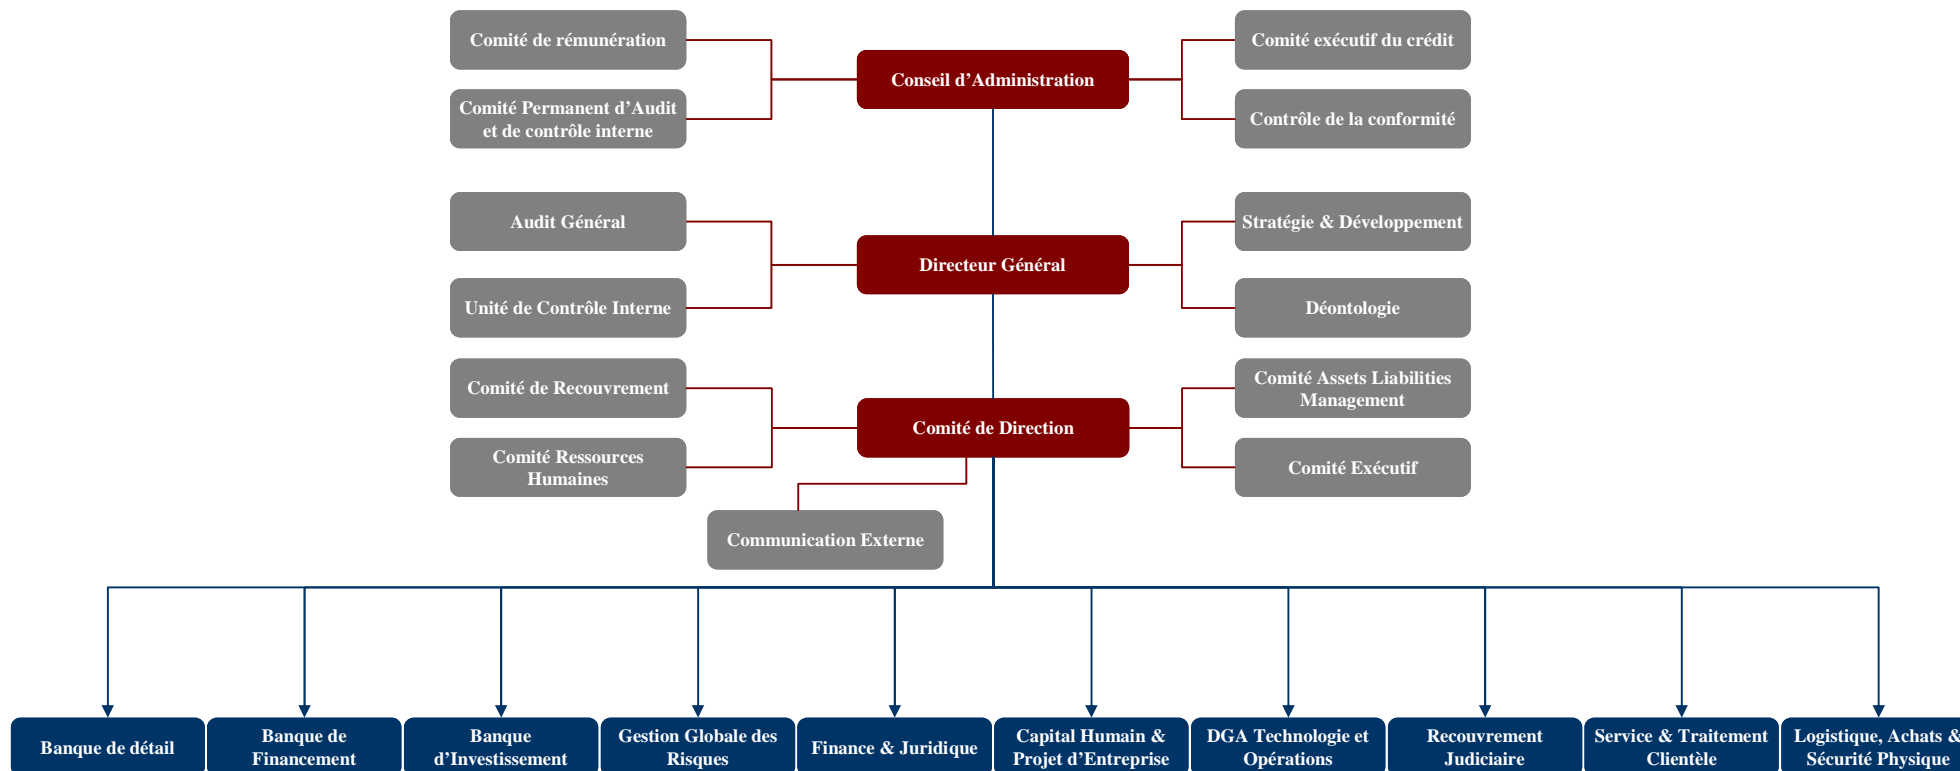 Comité de rémunération
Comité exécutif du crédit
Conseil d’Administration
Comité Permanent d’Audit
et de contrôle interne
Contrôle de la conformité
Audit Général
Stratégie & Développement
Directeur Général
Unité de Contrôle Interne
Déontologie
Comité de Recouvrement
Comité Assets Liabilities
Management
Comité de Direction
Comité Ressources
Humaines
Comité Exécutif
Communication Externe
Banque de détail
Banque de
Financement
Banque
d’Investissement
Gestion Globale des
Risques
Finance & Juridique
Capital Humain &
Projet d’Entreprise
DGA Technologie et
Opérations
Recouvrement
Judiciaire
Service & Traitement
Clientèle
Logistique, Achats &
Sécurité Physique